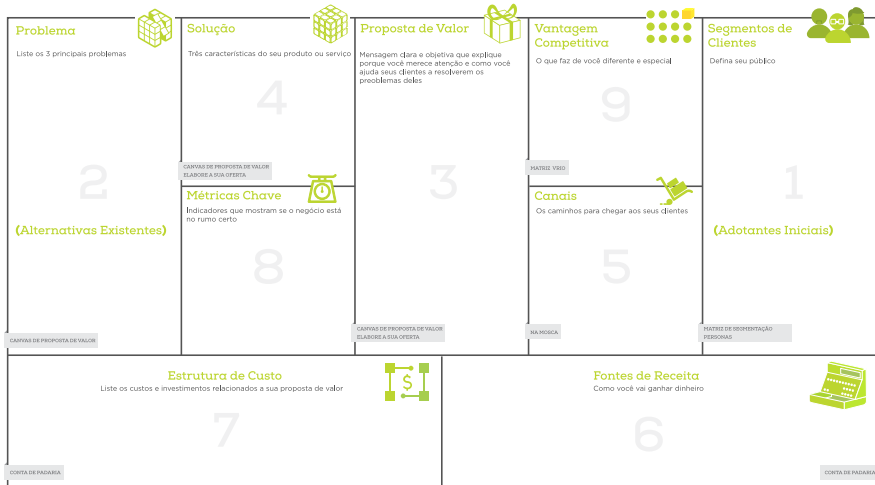 Problema
Liste os 3 principais problemas
2
(Alternativas Existentes)
CANVAS DE PROPOSTA DE VALOR
Solução
Três características do seu produto ou serviço
4
CANVAS DE PROPOSTA DE VALOR
ELABORE A SUA OFERTA
Métricas Chave
Indicadores que mostram se o negócio está
no rumo certo
8
Proposta de Valor
Mensagem clara e objetiva que explique
porque você merece atenção e como você
ajuda seus clientes a resolverem os
preoblemas deles
3
CANVAS DE PROPOSTA DE VALOR
ELABORE A SUA OFERTA
Vantagem
Competitiva
O que faz de você diferente e especial
9
MATRIZ VRIO
Canais
Os caminhos para chegar aos seus clientes
5
NA MOSCA
Segmentos de
Clientes
Defina seu público
1
(Adotantes Iniciais)
MATRIZ DE SEGMENTAÇÃO
PERSONAS
Estrutura de Custo
Liste os custos e investimentos relacionados a sua proposta de valor
$
7
CONTA DE PADARIA
Fontes de Receita
Como você vai ganhar dinheiro
6
CONTA DE PADARIA